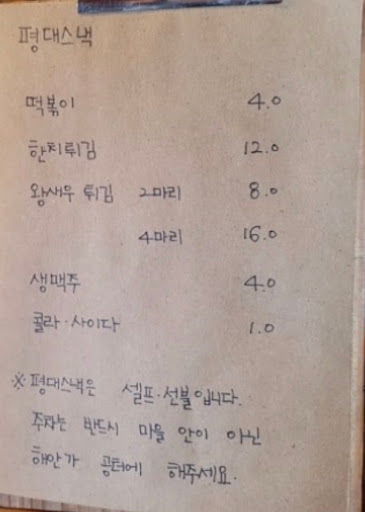 평대스낵
떡볶이 4.0
한치튀김 12.0
왕새우 튀김 2마리 8.0
4마리 16.0
생맥주 4.0
콜라·사이다 1.0
※ 평대스낵은 셀프·선불입니다.
주차는 반드시 마을 안이 아닌
해안가 공터에 해주세요.